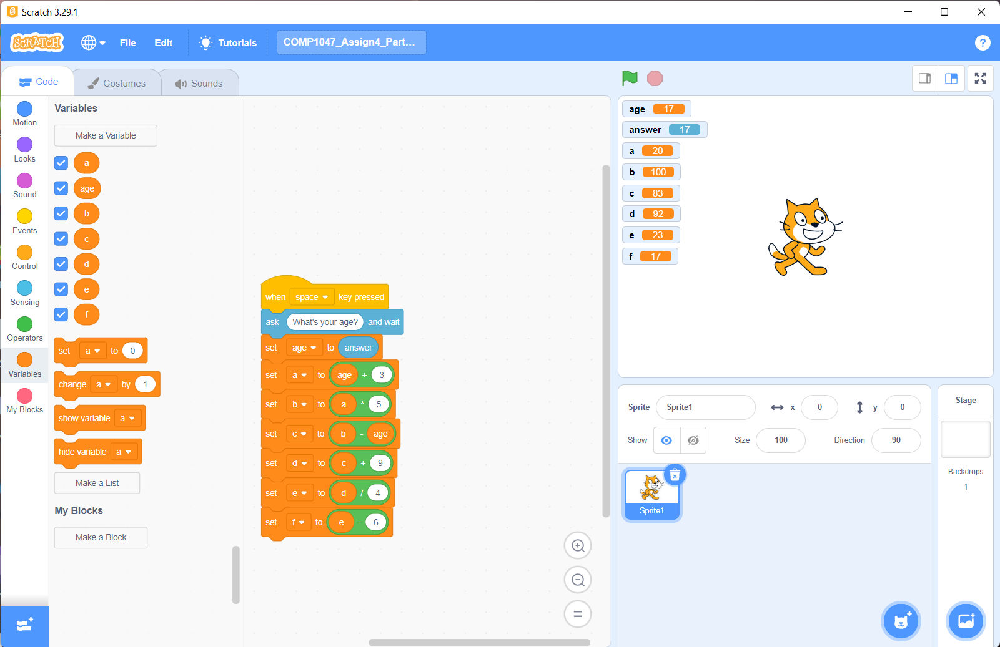 Scratch 3.29.1
SCRATCH
File
Edit
Tutorials
COMP1047_Assign4_Part...
?
Code
Costumes
Sounds
Motion
Looks
Sound
Events
Control
Sensing
Operators
Variables
My Blocks
Variables
Make a Variable
a
age
b
c
d
e
f
set a to 0
change a by 1
show variable a
hide variable a
Make a List
My Blocks
Make a Block
when space key pressed
ask What's your age? and wait
set age to answer
set a to age + 3
set b to a * 5
set c to b - age
set d to c + 9
set e to d / 4
set f to e - 6
age 17
answer 17
a 20
b 100
c 83
d 92
e 23
f 17
Sprite Sprite1 x 0 y 0
Show Size 100 Direction 90
Sprite1
Stage
Backdrops
1